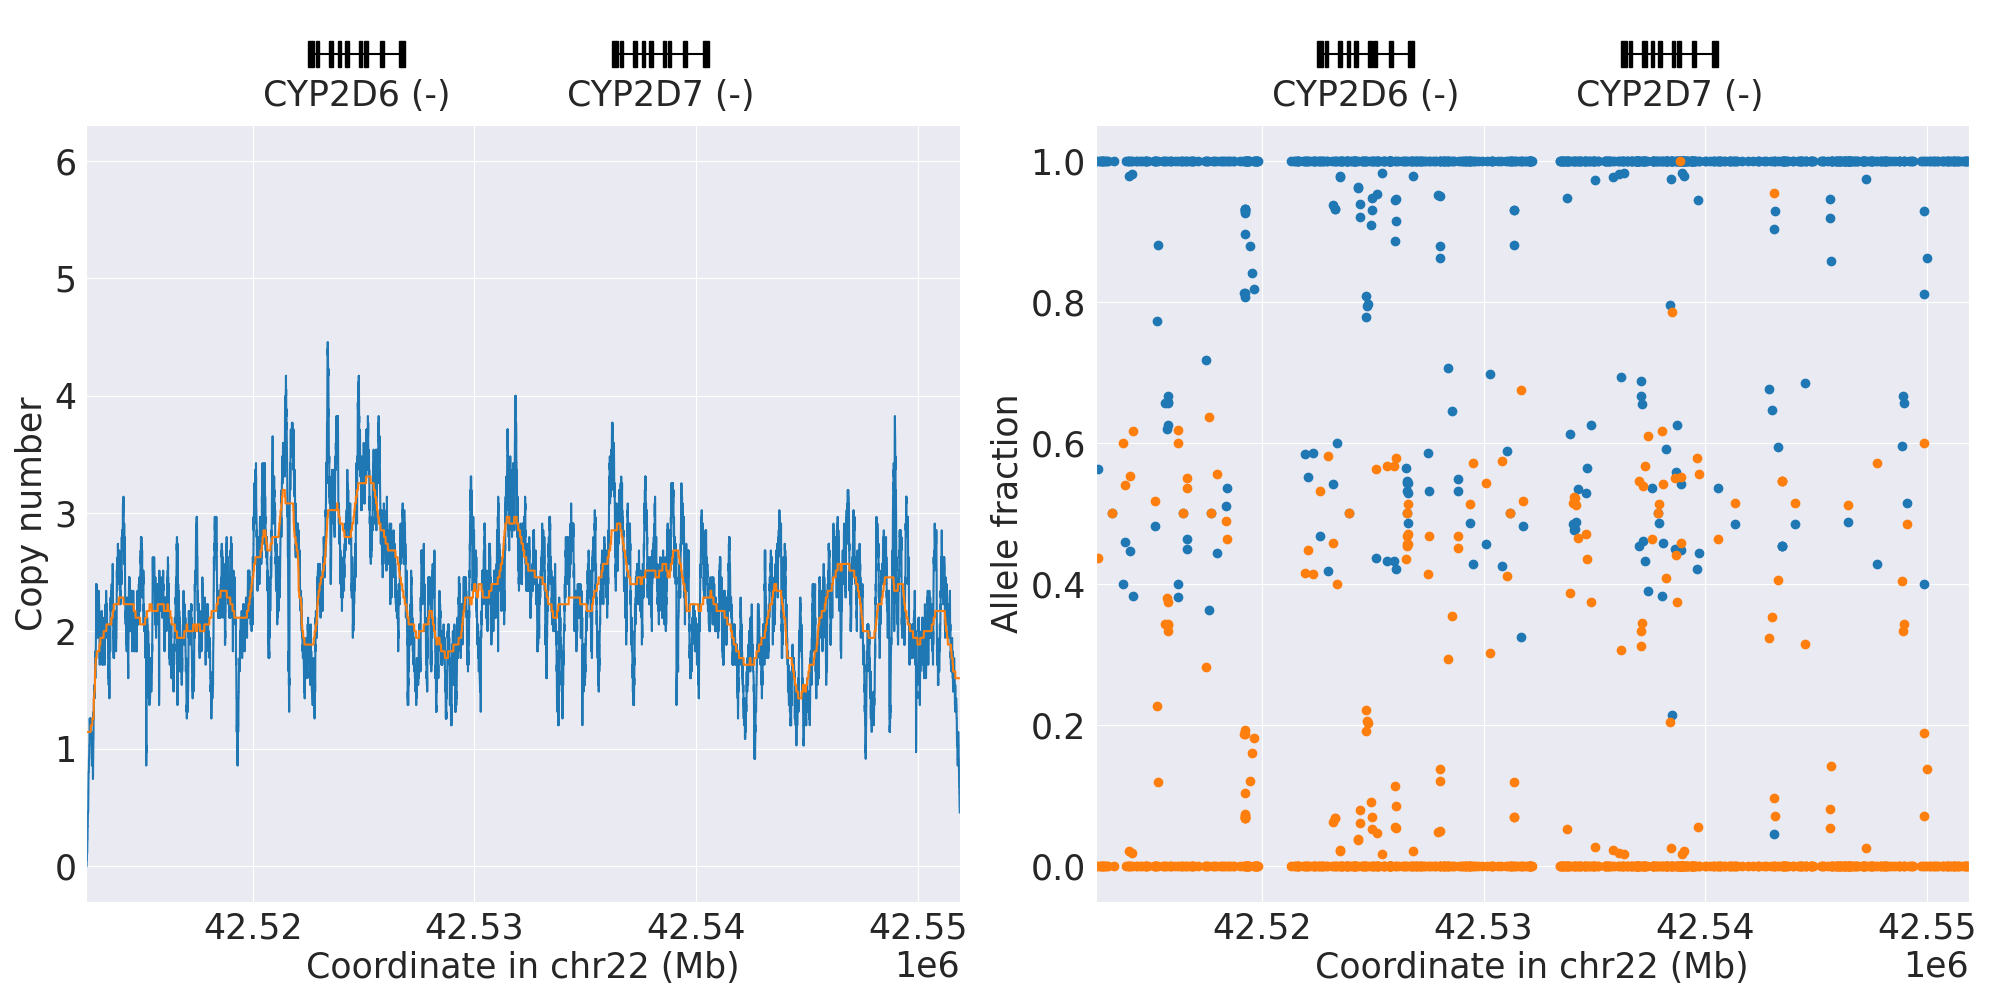 CYP2D6 (-) CYP2D7 (-)
6
5
4
3
2
1
0
Copy number
42.52 42.53 42.54 42.55
Coordinate in chr22 (Mb)
1e6
CYP2D6 (-) CYP2D7 (-)
1.0
0.8
0.6
0.4
0.2
0.0
Allele fraction
42.52 42.53 42.54 42.55
Coordinate in chr22 (Mb)
1e6